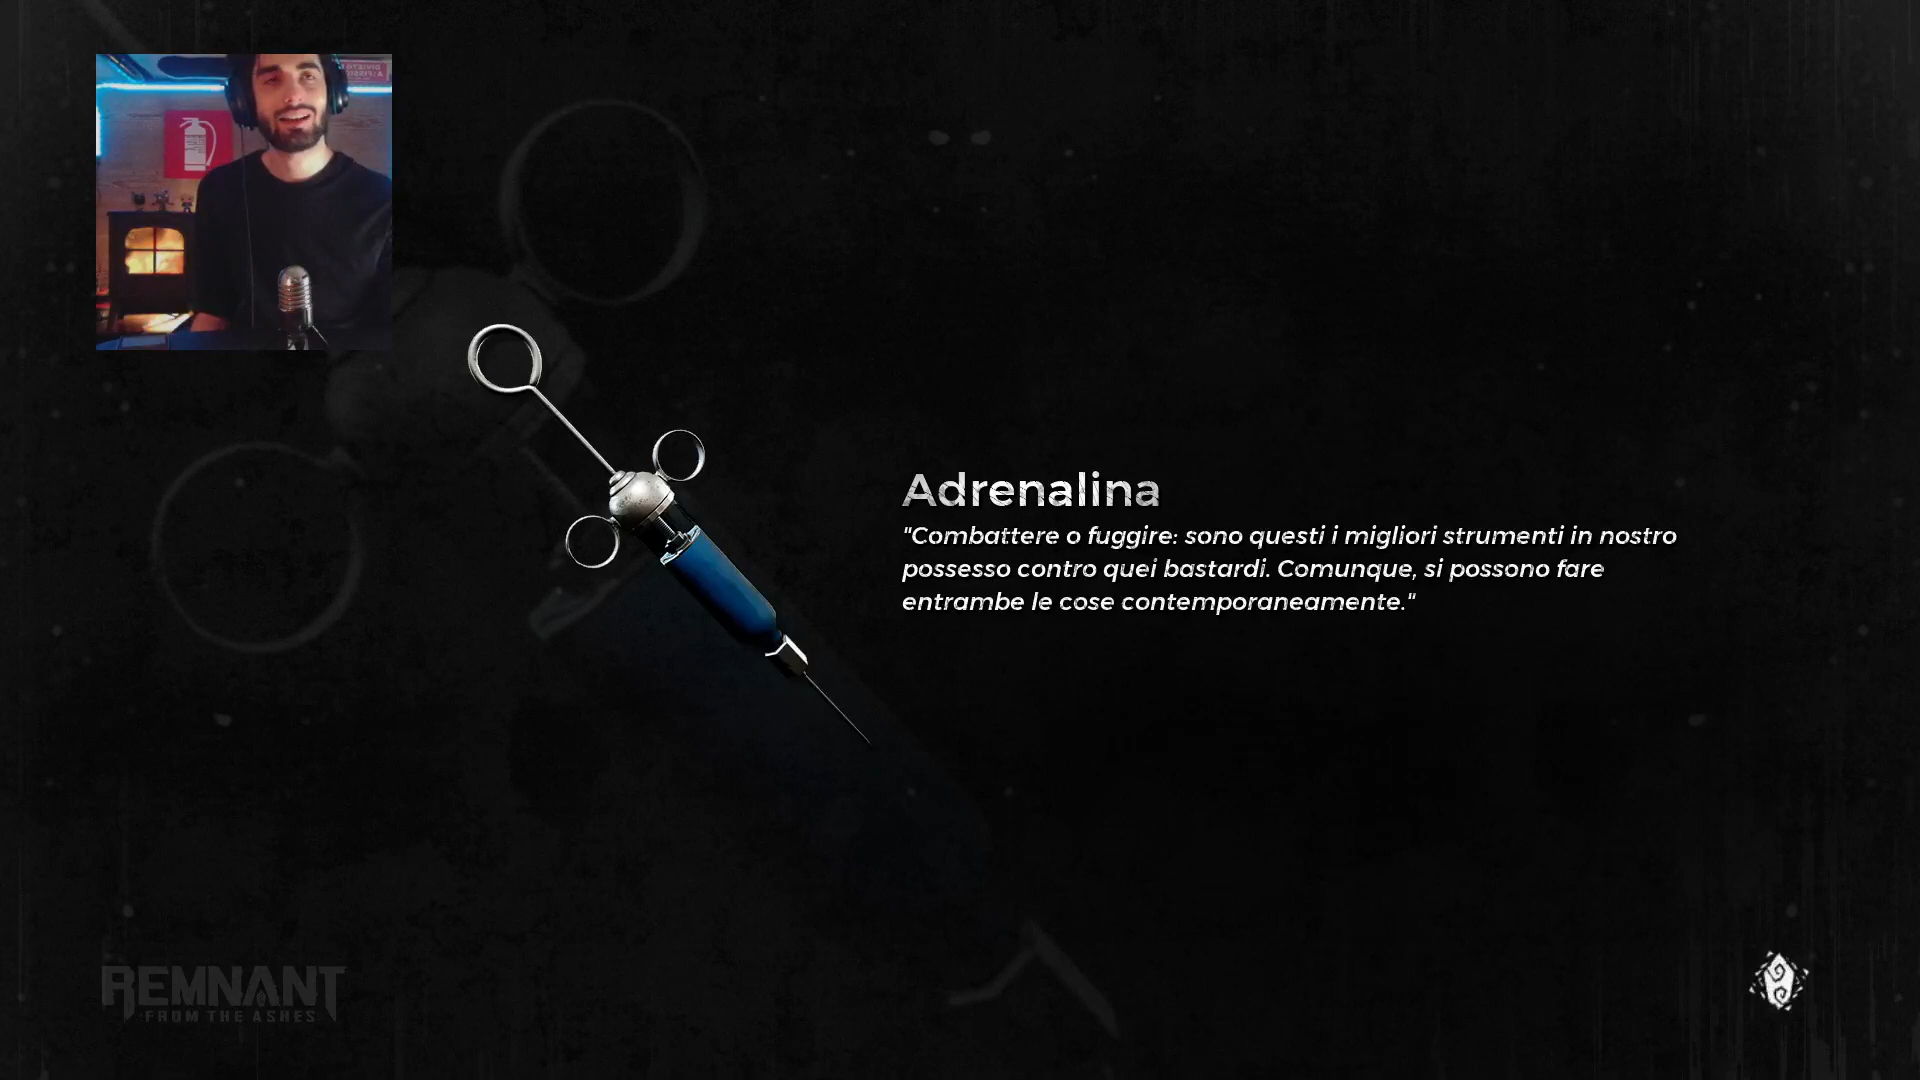 Adrenalina
"Combattere o fuggire: sono questi i migliori strumenti in nostro
possesso contro quei bastardi. Comunque, si possono fare
entrambe le cose contemporaneamente."
REMNANT
FROM THE ASHES